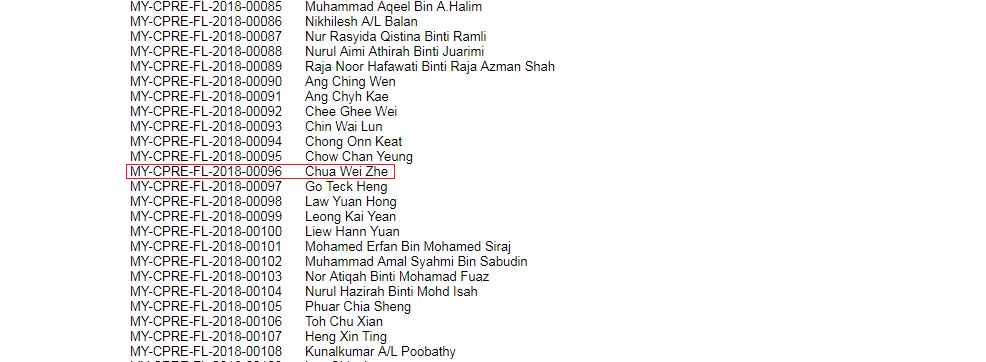 MY-CPRE-FL-2018-00085 Muhammad Aqeel Bin A.Halim
MY-CPRE-FL-2018-00086 Nikhilesh A/L Balan
MY-CPRE-FL-2018-00087 Nur Rasyida Qistina Binti Ramli
MY-CPRE-FL-2018-00088 Nurul Aimi Athirah Binti Juarimi
MY-CPRE-FL-2018-00089 Raja Noor Hafawati Binti Raja Azman Shah
MY-CPRE-FL-2018-00090 Ang Ching Wen
MY-CPRE-FL-2018-00091 Ang Chyh Kae
MY-CPRE-FL-2018-00092 Chee Ghee Wei
MY-CPRE-FL-2018-00093 Chin Wai Lun
MY-CPRE-FL-2018-00094 Chong Onn Keat
MY-CPRE-FL-2018-00095 Chow Chan Yeung
MY-CPRE-FL-2018-00096 Chua Wei Zhe
MY-CPRE-FL-2018-00097 Go Teck Heng
MY-CPRE-FL-2018-00098 Law Yuan Hong
MY-CPRE-FL-2018-00099 Leong Kai Yean
MY-CPRE-FL-2018-00100 Liew Hann Yuan
MY-CPRE-FL-2018-00101 Mohamed Erfan Bin Mohamed Siraj
MY-CPRE-FL-2018-00102 Muhammad Amal Syahmi Bin Sabudin
MY-CPRE-FL-2018-00103 Nor Atiqah Binti Mohamad Fuaz
MY-CPRE-FL-2018-00104 Nurul Hazirah Binti Mohd Isah
MY-CPRE-FL-2018-00105 Phuar Chia Sheng
MY-CPRE-FL-2018-00106 Toh Chu Xian
MY-CPRE-FL-2018-00107 Heng Xin Ting
MY-CPRE-FL-2018-00108 Kunalkumar A/L Poobathy